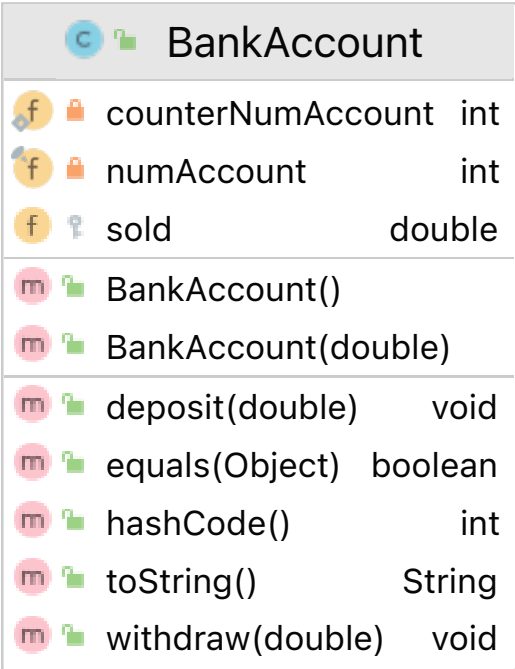 C BankAccount
f counterNumAccount int
f numAccount int
f sold double
m BankAccount()
m BankAccount(double)
m deposit(double) void
m equals(Object) boolean
m hashCode() int
m toString() String
m withdraw(double) void